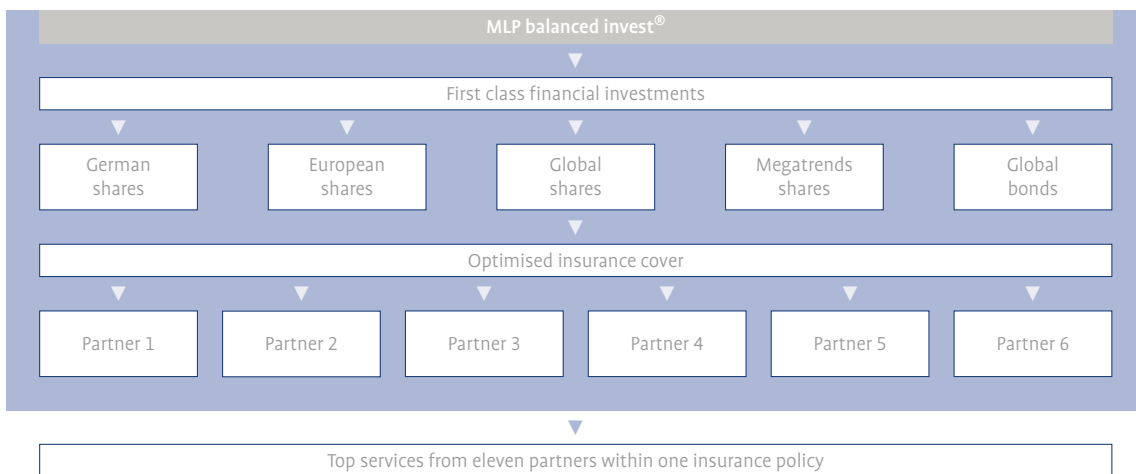 MLP balanced invest®
First class financial investments
German
shares
European
shares
Global
shares
Megatrends
shares
Global
bonds
Optimised insurance cover
Partner 1
Partner 2
Partner 3
Partner 4
Partner 5
Partner 6
Top services from eleven partners within one insurance policy